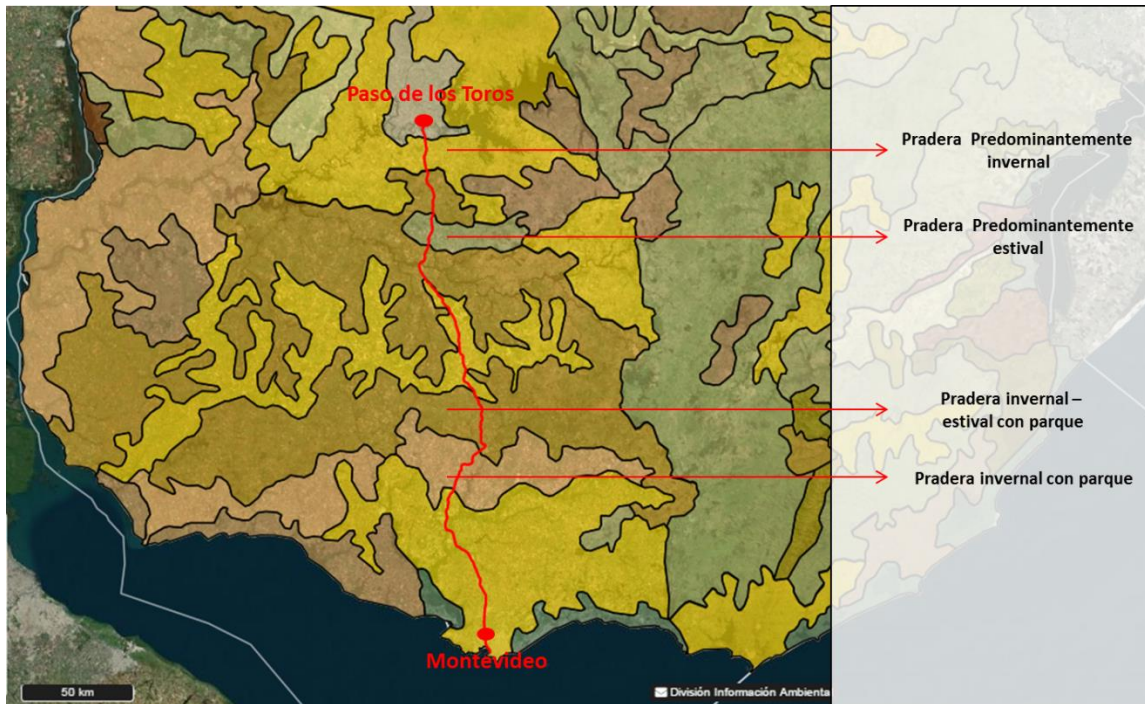 Paso de los Toros
Pradera Predominantemente
invernal
Pradera Predominantemente
estival
Pradera invernal –
estival con parque
Pradera invernal con parque
Montevideo
50 km
División Información Ambienta